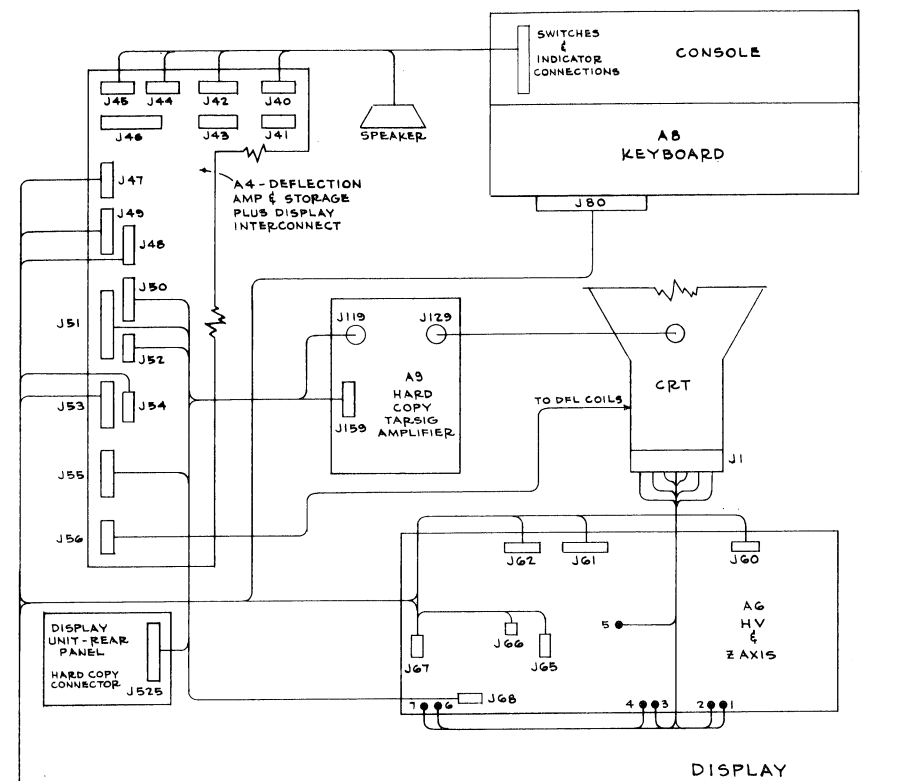 SWITCHES
&
INDICATOR
CONNECTIONS
CONSOLE
J45
J44
J42
J40
J46
J43
J41
SPEAKER
A8
KEYBOARD
J80
J47
A4-DEFLECTION
AMP & STORAGE
PLUS DISPLAY
INTERCONNECT
J49
J48
J50
J51
J52
J119
J129
A9
HARD
COPY
TARSIG
AMPLIFIER
J159
CRT
TO DFL COILS
J1
J53
J54
J55
J56
J62
J61
J60
A6
HV
&
Z AXIS
5
J66
J67
J65
DISPLAY
UNIT-REAR
PANEL
HARD COPY
CONNECTOR
J525
J68
7
6
4
3
2
1
DISPLAY